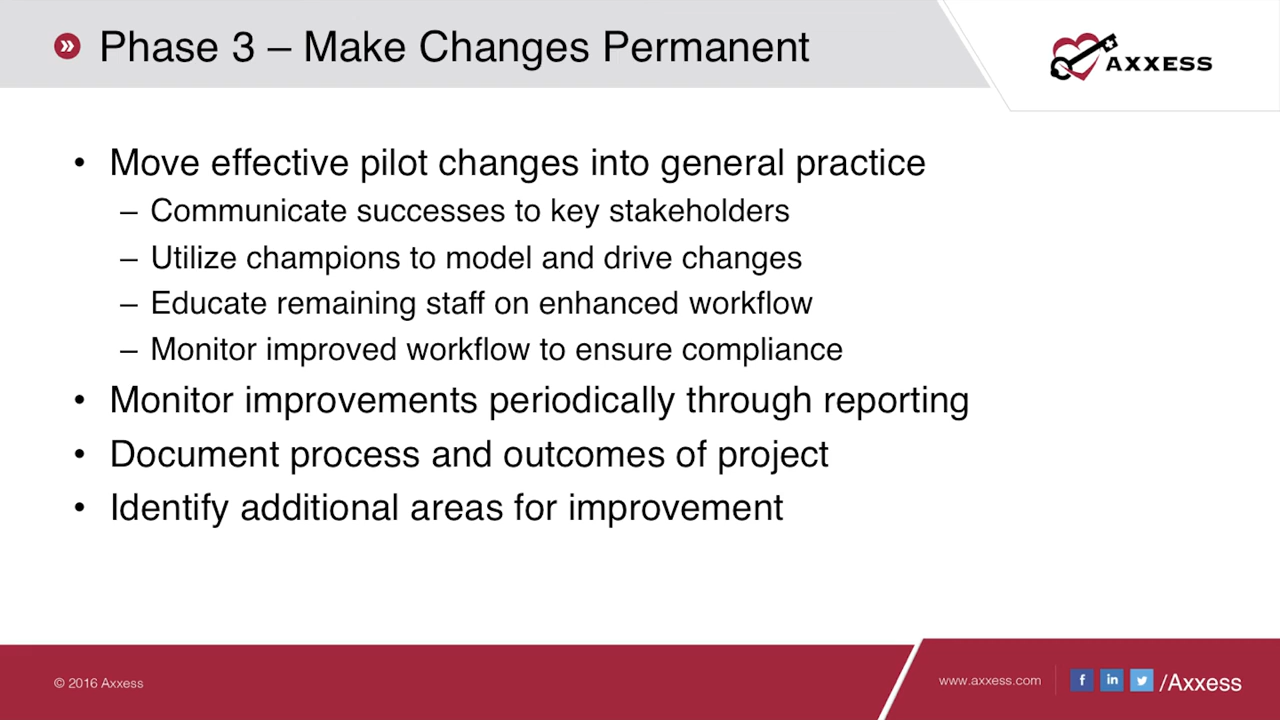 Phase 3 – Make Changes Permanent
AXXESS
• Move effective pilot changes into general practice
– Communicate successes to key stakeholders
– Utilize champions to model and drive changes
– Educate remaining staff on enhanced workflow
– Monitor improved workflow to ensure compliance
• Monitor improvements periodically through reporting
• Document process and outcomes of project
• Identify additional areas for improvement
© 2016 Axxess
www.axxess.com
/Axxess